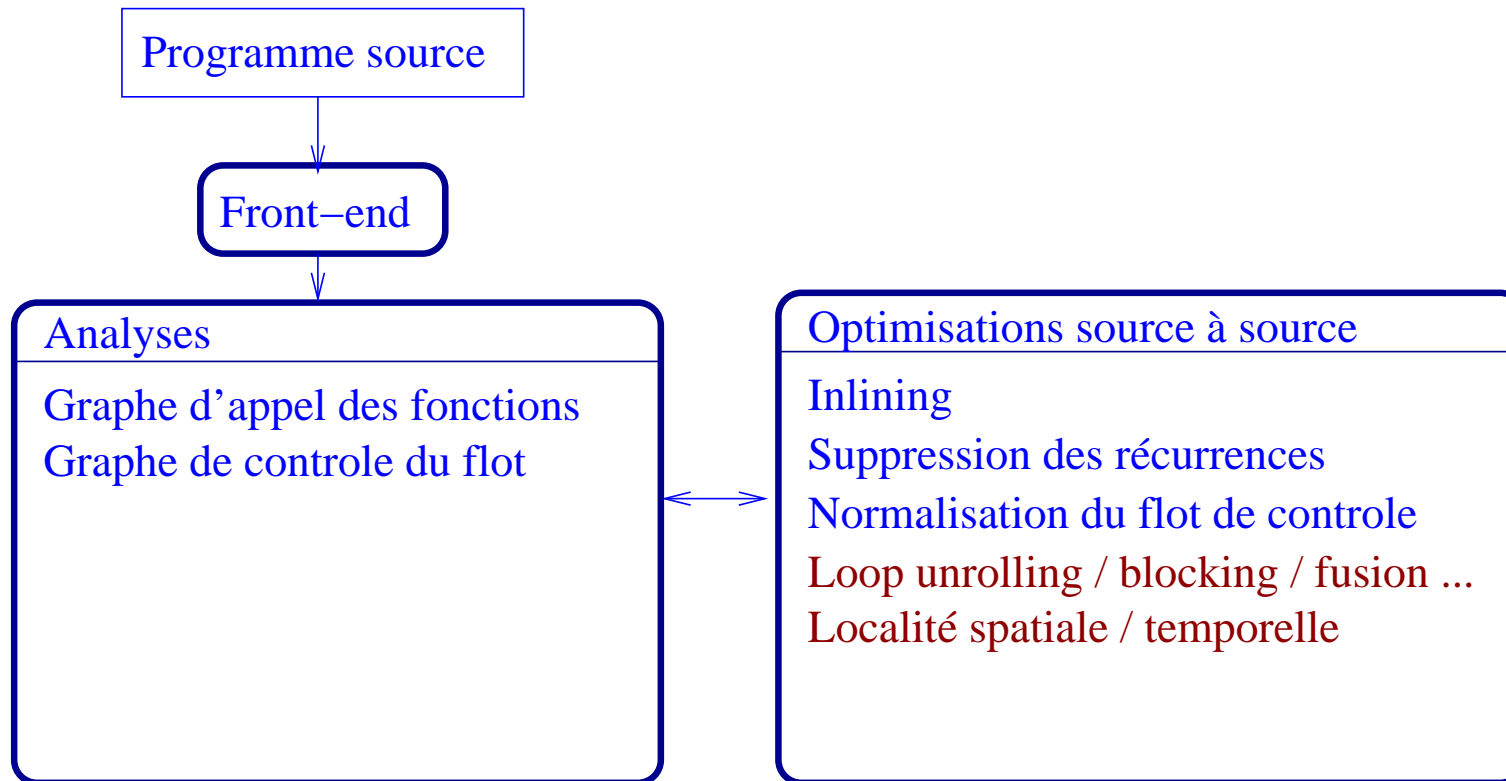 Programme source
Front−end
Analyses
Graphe d’appel des fonctions
Graphe de controle du flot
Optimisations source à source
Inlining
Suppression des récurrences
Normalisation du flot de controle
Loop unrolling / blocking / fusion ...
Localité spatiale / temporelle